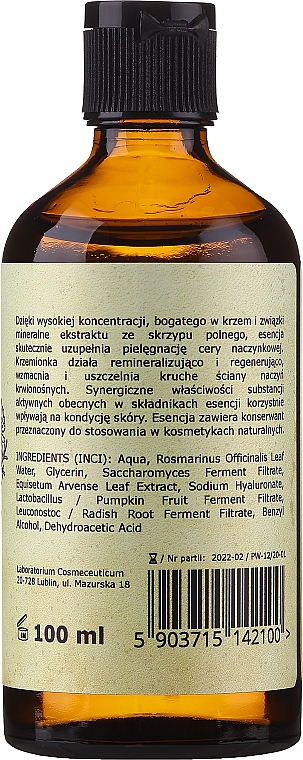 Dzięki wysokiej koncentracji, bogatego w krzem i związki
mineralne ekstraktu ze skrzypu polnego, esencja
skutecznie uzupełnia pielęgnację cery naczynkowej.
Krzemionka działa remineralizująco i regenerująco,
wzmacnia i uszczelnia kruche ściany naczyń
krwionośnych. Synergiczne właściwości substancji
aktywnych obecnych w składnikach esencji korzystnie
wpływają na kondycję skóry. Esencja zawiera konserwant
przeznaczony do stosowania w kosmetykach naturalnych.
INGREDIENTS (INCI): Aqua, Rosmarinus Officinalis Leaf
Water, Glycerin, Saccharomyces Ferment Filtrate,
Equisetum Arvense Leaf Extract, Sodium Hyaluronate,
Lactobacillus / Pumpkin Fruit Ferment Filtrate,
Leuconostoc / Radish Root Ferment Filtrate, Benzyl
Alcohol, Dehydroacetic Acid
/ Nr partii: 2022-02 / PW-12/20-01
Laboratorium Cosmeceuticum
20-728 Lublin, ul. Mazurska 18
100 ml
5 903715 142100 >